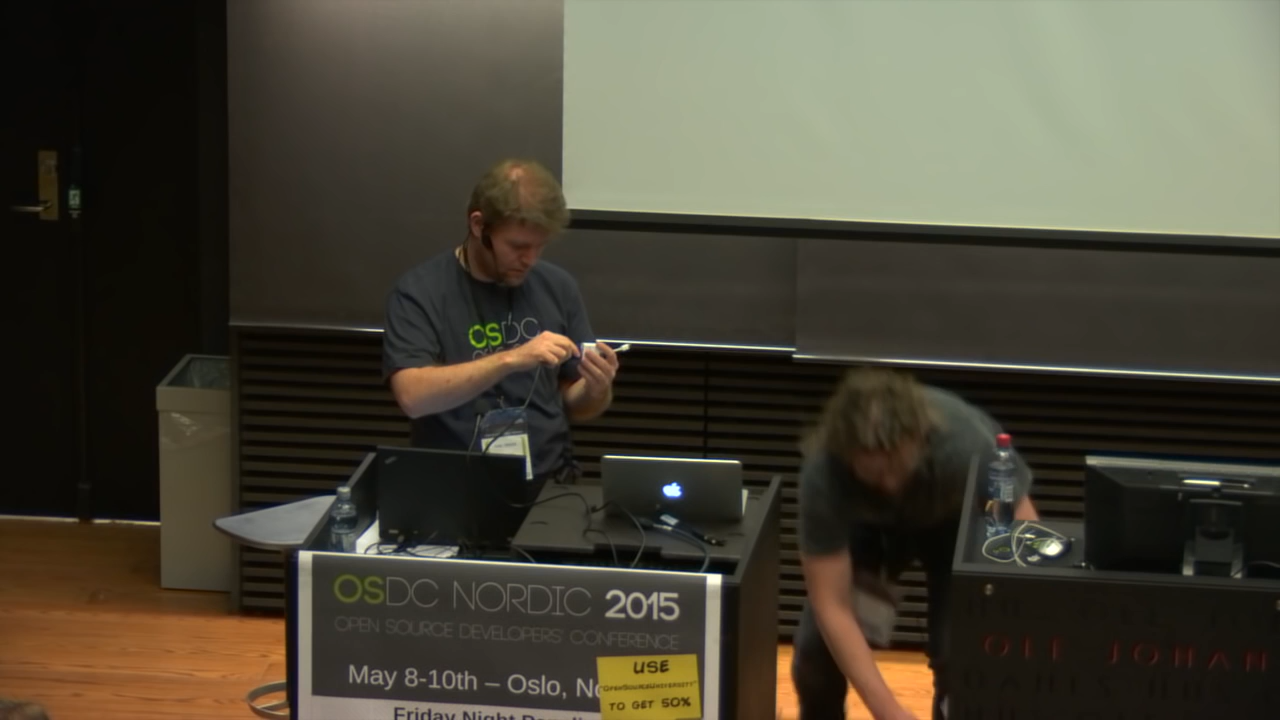 OSDC
OSDC NORDIC 2015
OPEN SOURCE DEVELOPERS' CONFERENCE
May 8-10th – Oslo, No
Friday Night
USE
"OPENSOURCEUNIVERSITY"
TO GET 50%
OLE JOHAN